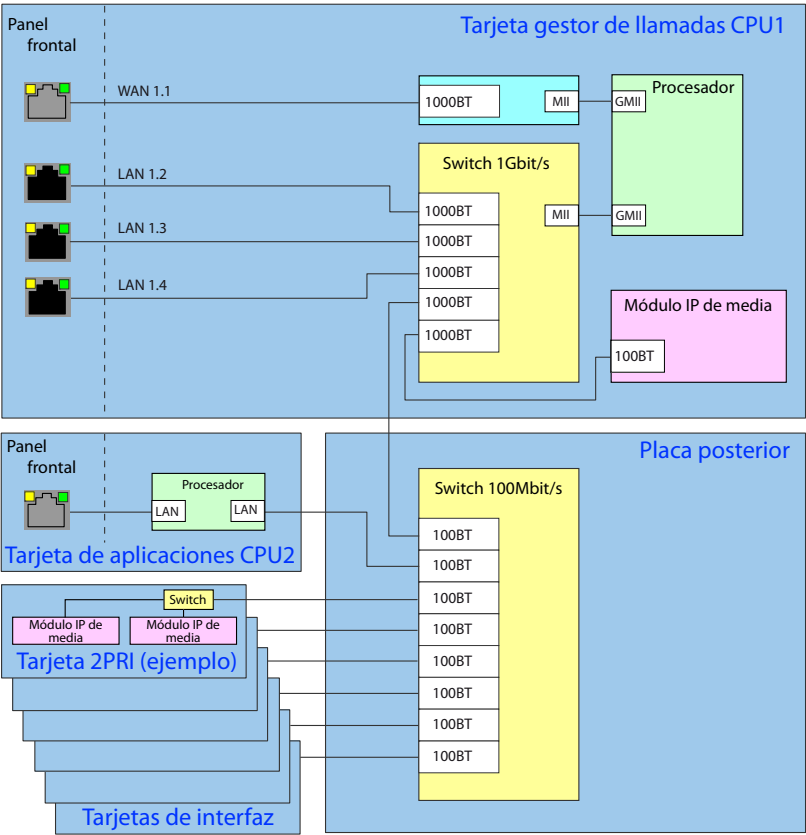 Panel
frontal
Tarjeta gestor de llamadas CPU1
WAN 1.1
1000BT
MII
GMII
Procesador
LAN 1.2
Switch 1Gbit/s
1000BT
MII
GMII
LAN 1.3
1000BT
LAN 1.4
1000BT
1000BT
1000BT
Módulo IP de media
100BT
Panel
frontal
Procesador
LAN
LAN
Tarjeta de aplicaciones CPU2
Placa posterior
Switch 100Mbit/s
100BT
100BT
100BT
100BT
100BT
100BT
100BT
100BT
Switch
Módulo IP de
media
Módulo IP de
media
Tarjeta 2PRI (ejemplo)
Tarjetas de interfaz